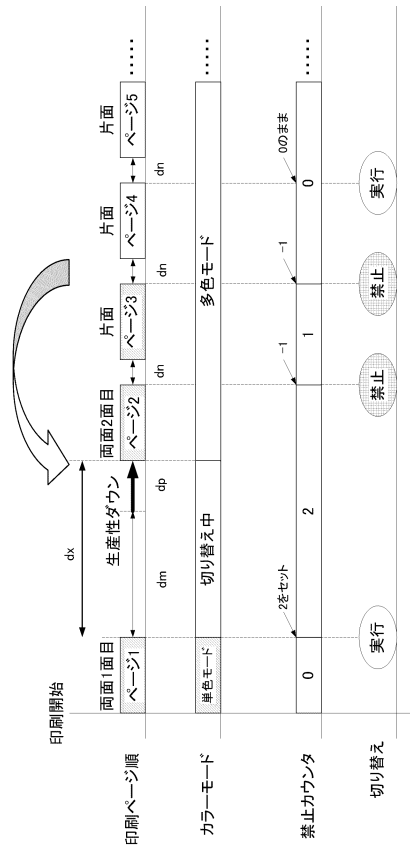 印刷開始
dx
印刷ページ順
両面1面目
ページ1
dm
生産性ダウン
dp
両面2面目
ページ2
dn
片面
ページ3
dn
片面
ページ4
dn
片面
ページ5
・・・・・
カラーモード
単色モード
切り替え中
多色モード
・・・・・
禁止カウンタ
0
2をセット
2
−1
1
−1
0
0のまま
・・・・・
切り替え
実行
禁止
禁止
実行